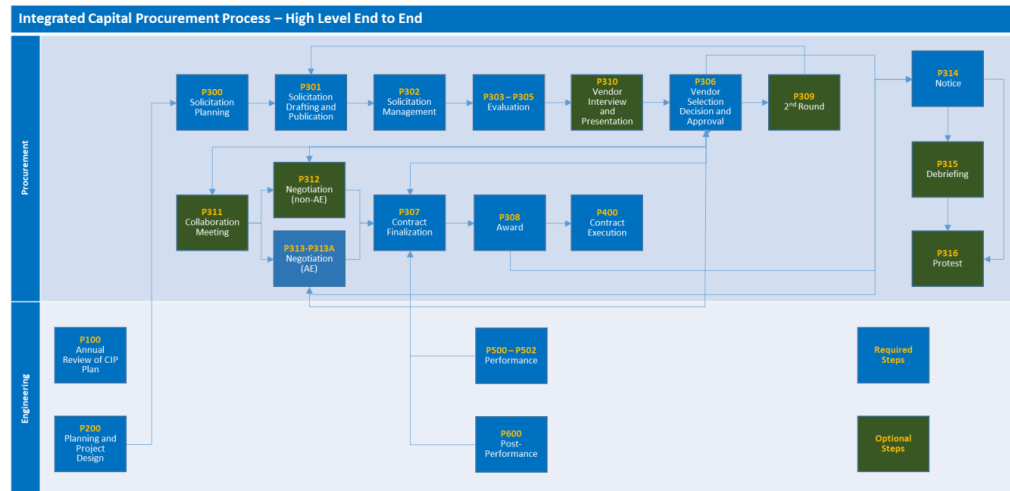 Integrated Capital Procurement Process – High Level End to End
Procurement
P300
Solicitation
Planning
P301
Solicitation
Drafting and
Publication
P302
Solicitation
Management
P303 – P305
Evaluation
P310
Vendor
Interview
and
Presentation
P306
Vendor
Selection
Decision and
Approval
P309
2nd Round
P314
Notice
P315
Debriefing
P316
Protest
P311
Collaboration
Meeting
P312
Negotiation
(non-AE)
P313-P313A
Negotiation
(AE)
P307
Contract
Finalization
P308
Award
P400
Contract
Execution
Engineering
P100
Annual
Review of CIP
Plan
P200
Planning and
Project
Design
P500 – P502
Performance
P600
Post-
Performance
Required
Steps
Optional
Steps